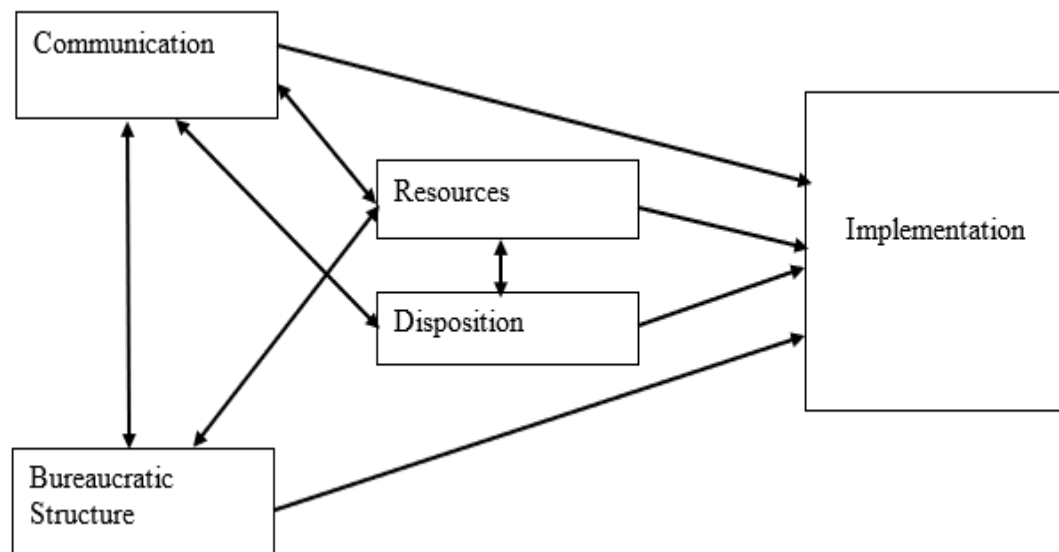 Communication
Resources
Implementation
Disposition
Bureaucratic
Structure